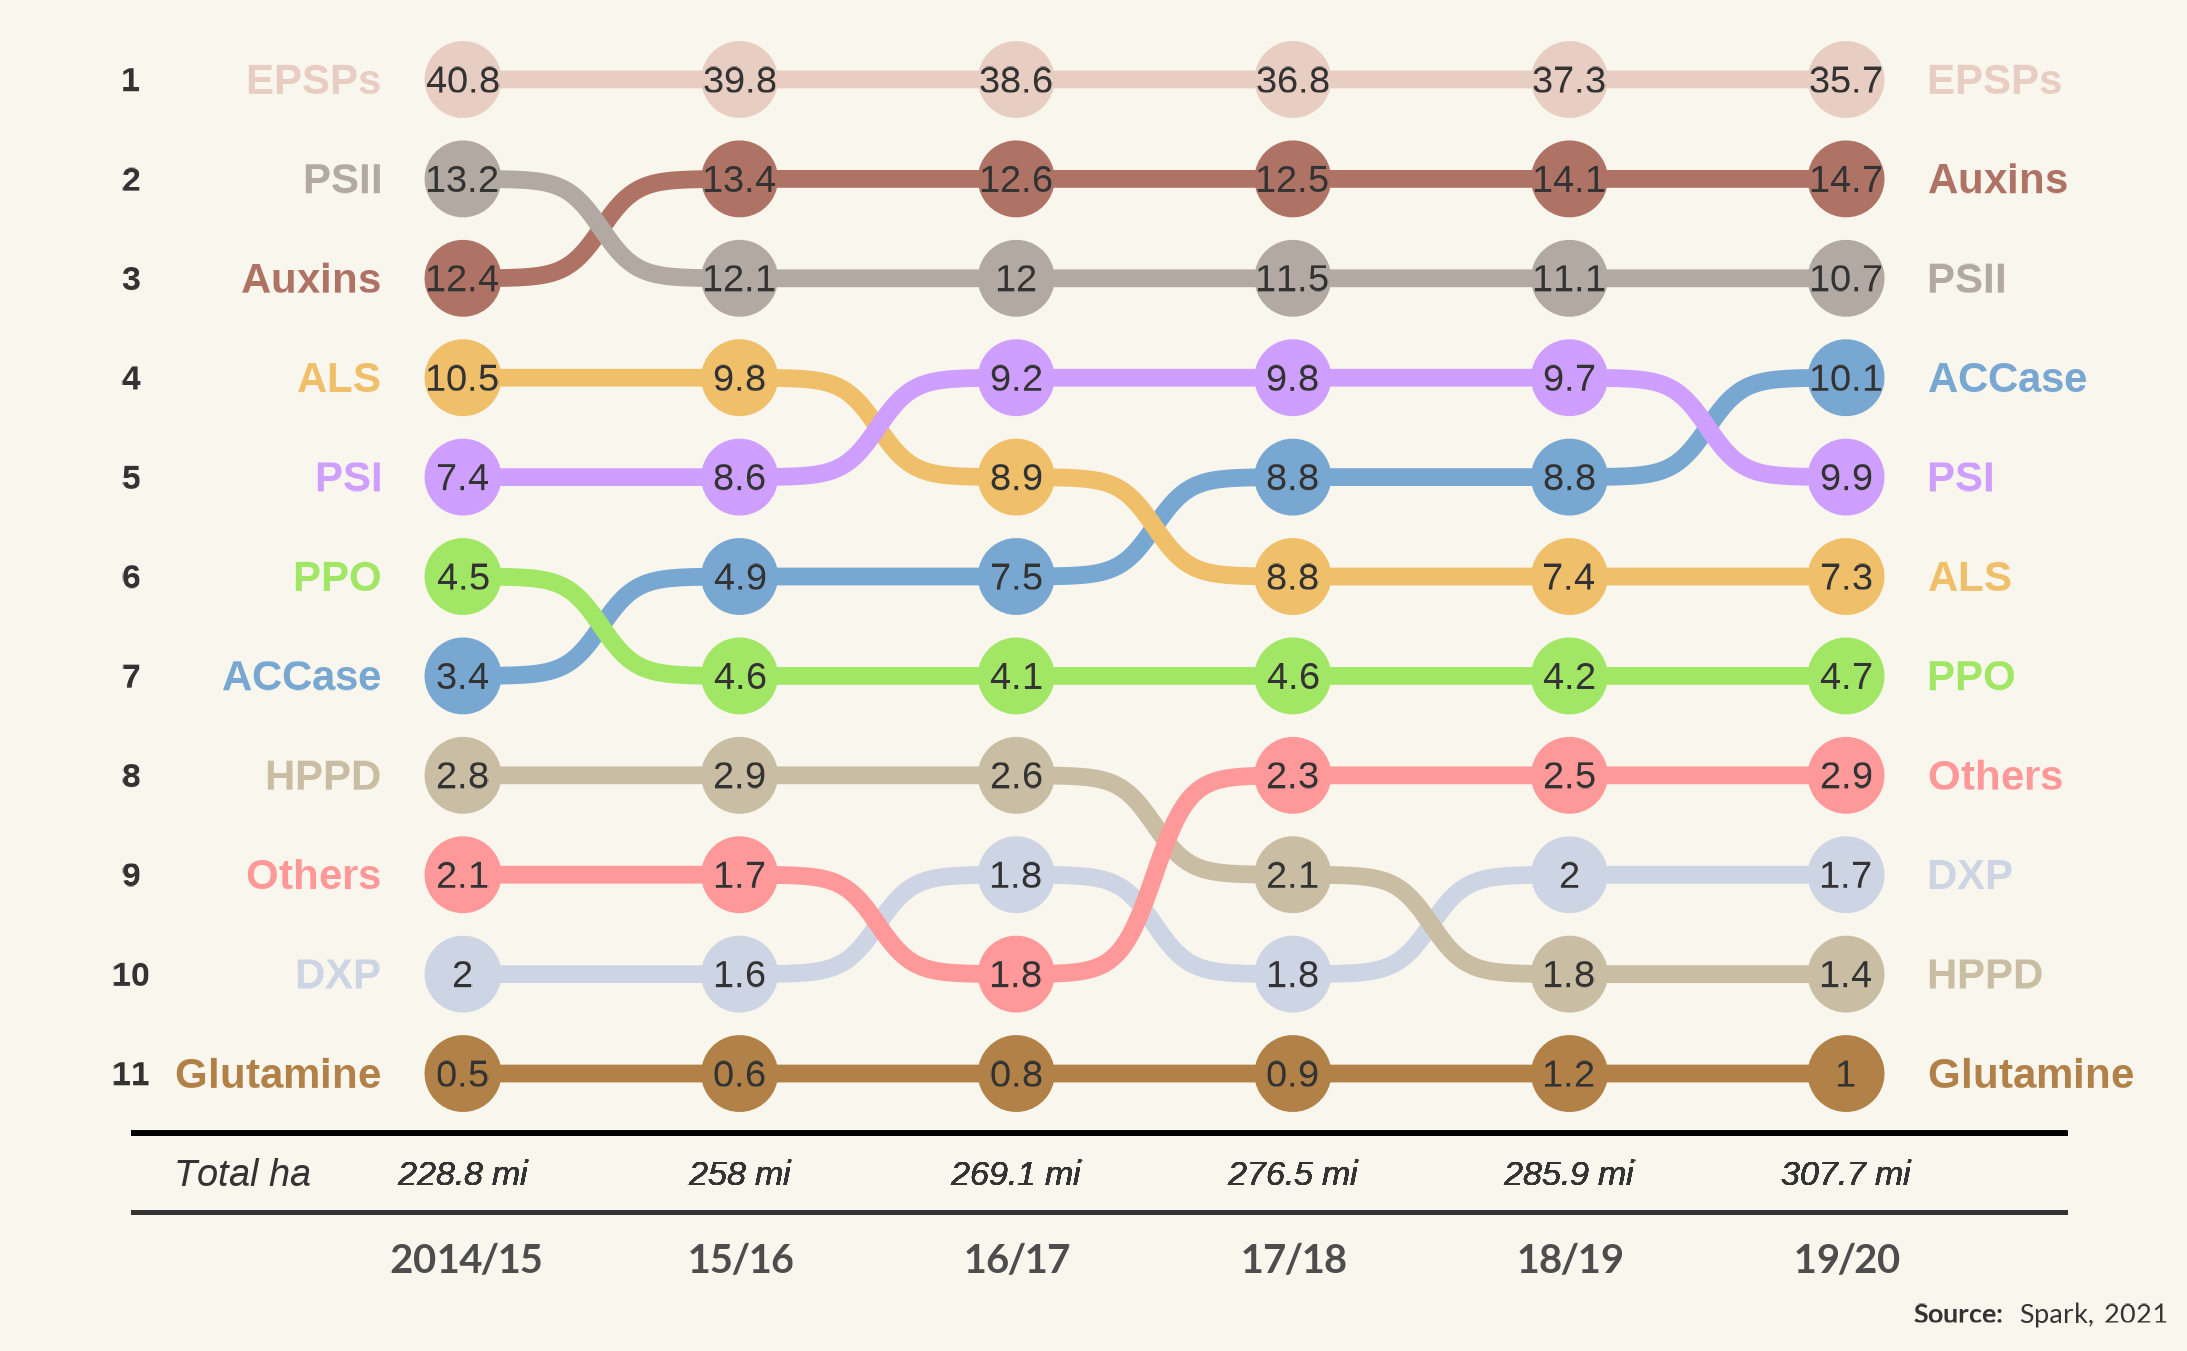 1 EPSPs 40.8 39.8 38.6 36.8 37.3 35.7 EPSPs
2 PSII 13.2 13.4 12.6 12.5 14.1 14.7 Auxins
3 Auxins 12.4 12.1 12 11.5 11.1 10.7 PSII
4 ALS 10.5 9.8 9.2 9.8 9.7 10.1 ACCase
5 PSI 7.4 8.6 8.9 8.8 8.8 9.9 PSI
6 PPO 4.5 4.9 7.5 8.8 7.4 7.3 ALS
7 ACCase 3.4 4.6 4.1 4.6 4.2 4.7 PPO
8 HPPD 2.8 2.9 2.6 2.3 2.5 2.9 Others
9 Others 2.1 1.7 1.8 2.1 2 1.7 DXP
10 DXP 2 1.6 1.8 1.8 1.8 1.4 HPPD
11 Glutamine 0.5 0.6 0.8 0.9 1.2 1 Glutamine
Total ha 228.8 mi 258 mi 269.1 mi 276.5 mi 285.9 mi 307.7 mi
2014/15 15/16 16/17 17/18 18/19 19/20
Source: Spark, 2021